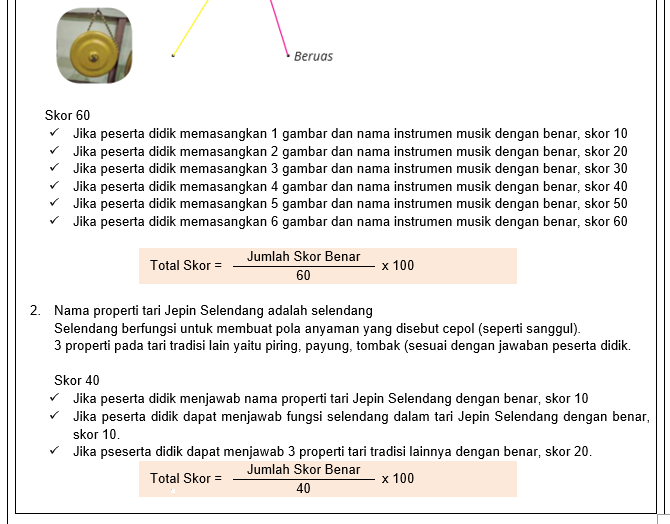 Beruas
Skor 60
✓ Jika peserta didik memasangkan 1 gambar dan nama instrumen musik dengan benar, skor 10
✓ Jika peserta didik memasangkan 2 gambar dan nama instrumen musik dengan benar, skor 20
✓ Jika peserta didik memasangkan 3 gambar dan nama instrumen musik dengan benar, skor 30
✓ Jika peserta didik memasangkan 4 gambar dan nama instrumen musik dengan benar, skor 40
✓ Jika peserta didik memasangkan 5 gambar dan nama instrumen musik dengan benar, skor 50
✓ Jika peserta didik memasangkan 6 gambar dan nama instrumen musik dengan benar, skor 60
Jumlah Skor Benar
Total Skor = x 100
60
2. Nama properti tari Jepin Selendang adalah selendang
Selendang berfungsi untuk membuat pola anyaman yang disebut cepol (seperti sanggul).
3 properti pada tari tradisi lain yaitu piring, payung, tombak (sesuai dengan jawaban peserta didik.
Skor 40
✓ Jika peserta didik menjawab nama properti tari Jepin Selendang dengan benar, skor 10
✓ Jika peserta didik dapat menjawab fungsi selendang dalam tari Jepin Selendang dengan benar,
skor 10.
✓ Jika pseserta didik dapat menjawab 3 properti tari tradisi lainnya dengan benar, skor 20.
Jumlah Skor Benar
Total Skor = x 100
40